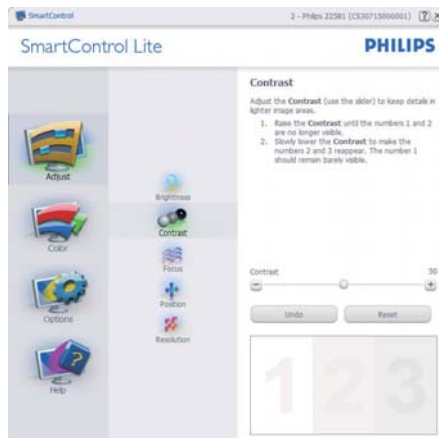 SmartControl
2 - Philips 225B1 (CS30715000001)
SmartControl Lite
PHILIPS
Adjust
Color
Options
Help
Brightness
Contrast
Focus
Position
Resolution
Contrast
Adjust the Contrast (use the slider) to keep details in
lighter image areas.
1. Raise the Contrast until the numbers 1 and 2
are no longer visible.
2. Slowly lower the Contrast to make the
numbers 2 and 3 reappear. The number 1
should remain barely visible.
Contrast
50
Undo
Reset
1 2 3